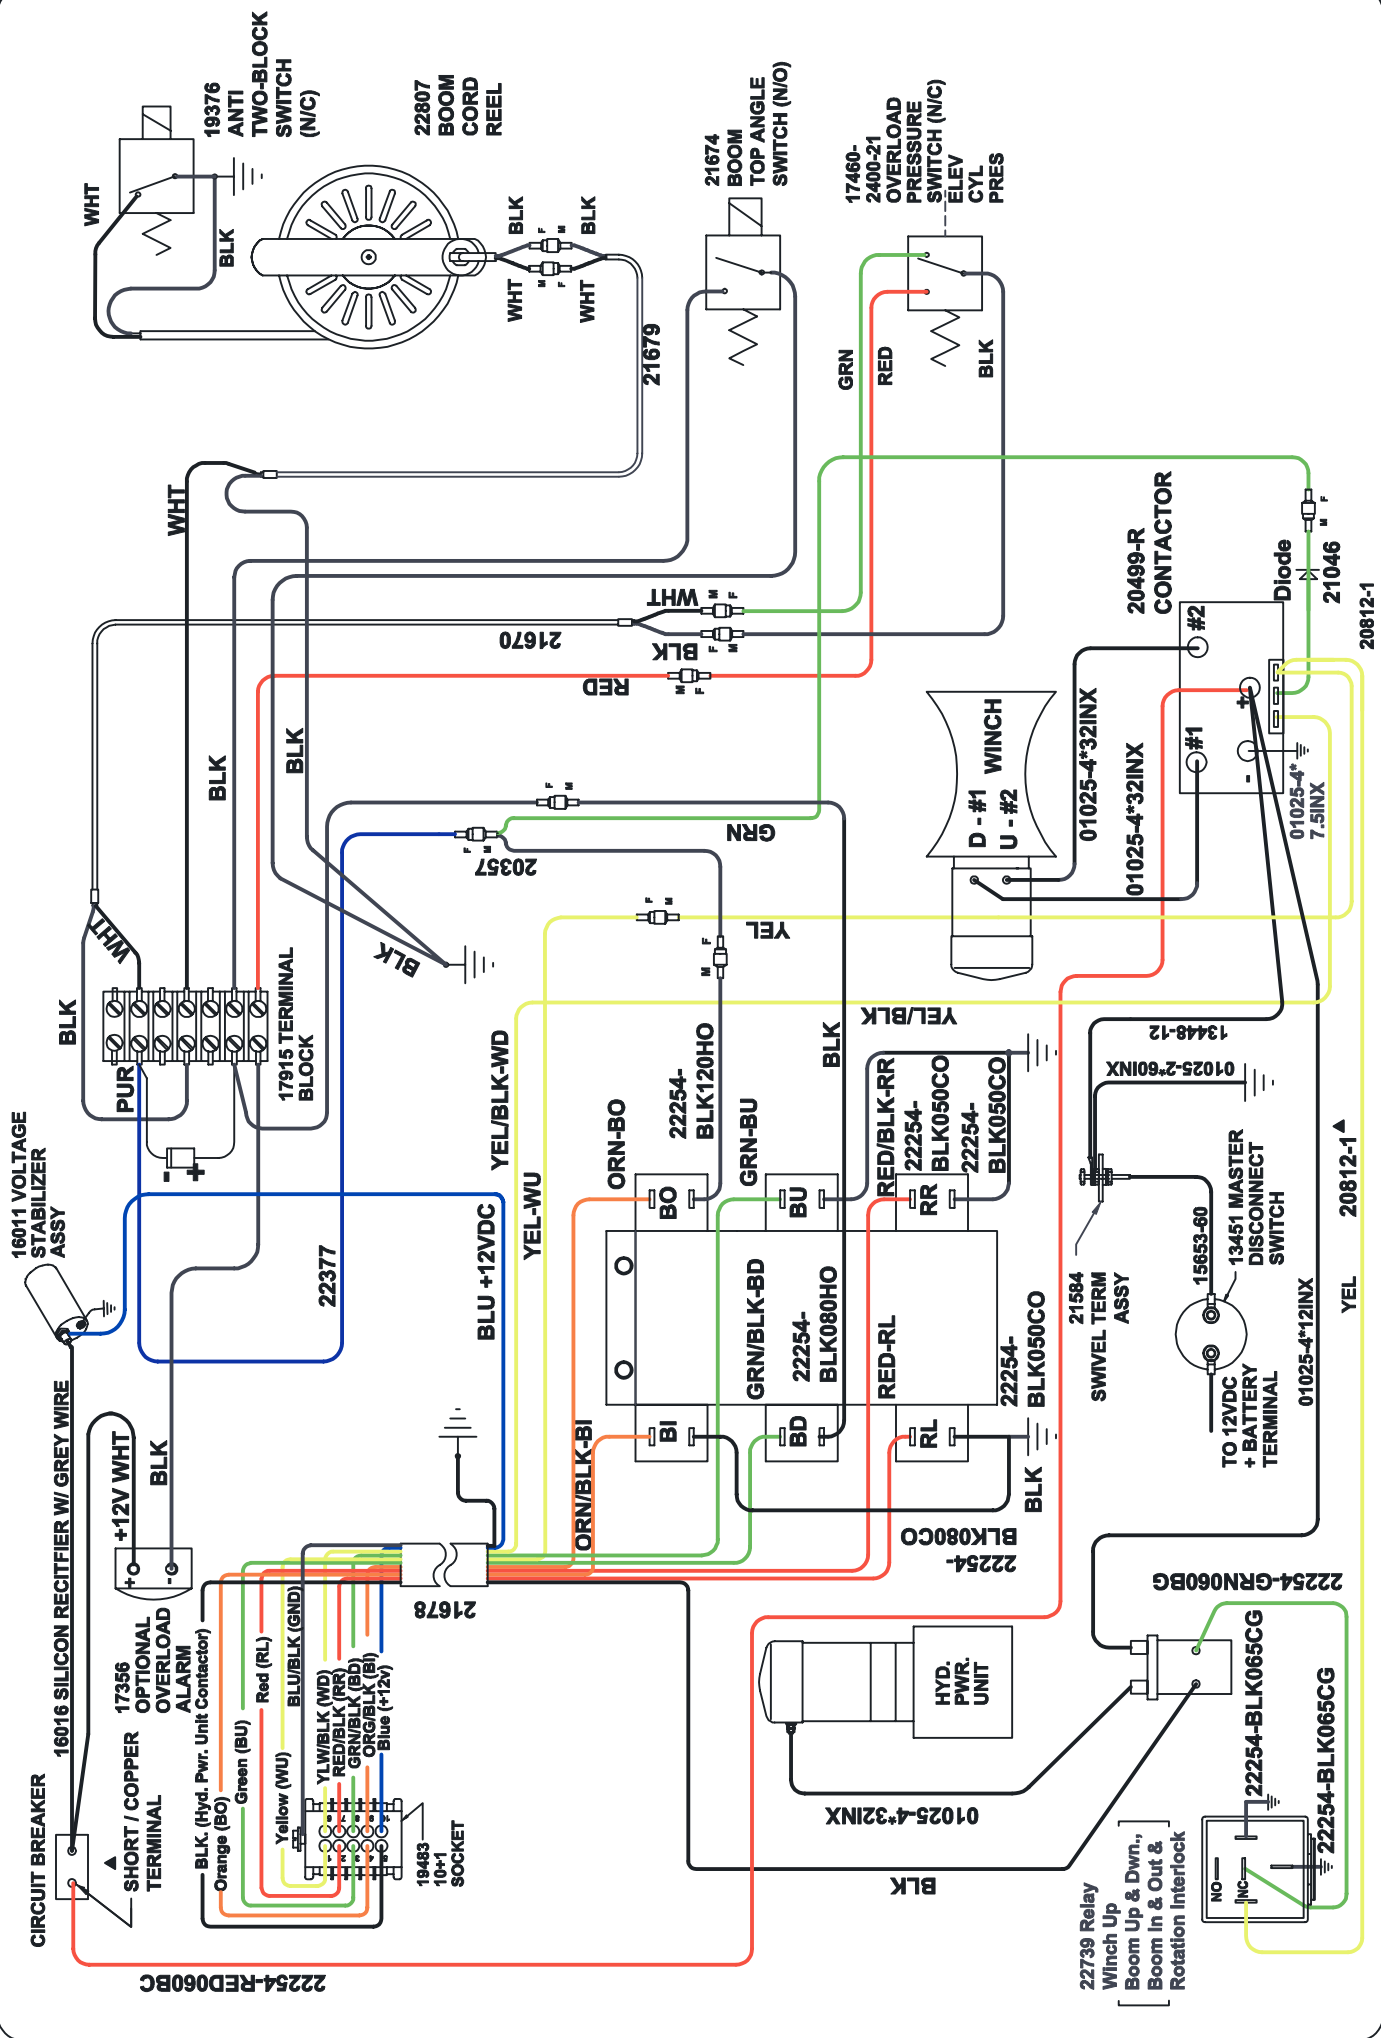 19376
ANTI
TWO-BLOCK
SWITCH
(N/C)
22807
BOOM
CORD
REEL
WHT
BLK
BLK
F
M
BLK
WHT
M
F
WHT
21679
21674
BOOM
TOP ANGLE
SWITCH (N/O)
17460-
2400-21
OVERLOAD
PRESSURE
SWITCH (N/C)
ELEV
CYL
PRES
GRN
RED
BLK
WHT
21670
WHT
M
F
BLK
F
M
RED
M
F
BLK
BLK
20499-R
CONTACTOR
Diode
21046
M
F
20812-1
#2
#1
+
-
01025-4*
7.5INX
01025-4*32INX
01025-4*32INX
WINCH
D - #1
U - #2
GRN
20357
F
M
F
M
YEL
F
M
F
M
YEL/BLK
BLK
WHT
BLK
PUR
17915 TERMINAL
BLOCK
- +
16011 VOLTAGE
STABILIZER
ASSY
22377
BLU +12VDC
YEL/BLK-WD
YEL-WU
ORN-BO
22254-
BLK120HO
GRN-BU
BLK
RED/BLK-RR
22254-
BLK050CO
22254-
BLK050CO
BO
BU
RR
GRN/BLK-BD
22254-
BLK080HO
RED-RL
22254-
BLK050CO
BI
BD
RL
ORN/BLK-BI
BLK
22254-
BLK080CO
13448-12
01025-2*60INX
21584
SWIVEL TERM
ASSY
15653-60
13451 MASTER
DISCONNECT
SWITCH
TO 12VDC
+ BATTERY
TERMINAL
01025-4*12INX
20812-1
YEL
16016 SILICON RECITFIER W/ GREY WIRE
+12V WHT
BLK
+
-
17356
OPTIONAL
OVERLOAD
ALARM
CIRCUIT BREAKER
SHORT / COPPER
TERMINAL
21678
BLK. (Hyd. Pwr. Unit Contactor)
Orange (BO)
Green (BU)
Red (RL)
Yellow (WU)
BLU/BLK (GND)
YLW/BLK (WD)
RED/BLK (RR)
GRN/BLK (BD)
ORG/BLK (BI)
Blue (+12v)
19483
10+1
SOCKET
22254-RED060BC
HYD.
PWR.
UNIT
01025-4*32INX
BLK
22254-GRN060BG
22254-BLK065CG
22254-BLK065CG
NO
NC
22739 Relay
Winch Up
Boom Up & Dwn.,
Boom In & Out &
Rotation Interlock